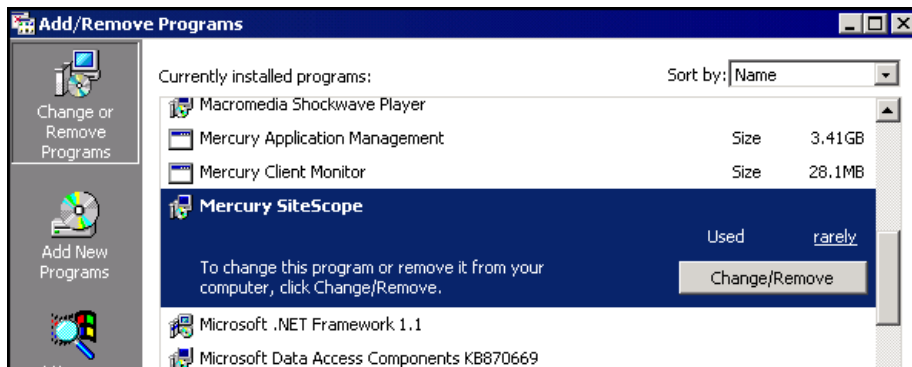 Add/Remove Programs
Change or
Remove
Programs
Add New
Programs
Currently installed programs:
Sort by: Name
Macromedia Shockwave Player
Mercury Application Management Size 3.41GB
Mercury Client Monitor Size 28.1MB
Mercury SiteScope
Used rarely
To change this program or remove it from your
computer, click Change/Remove.
Change/Remove
Microsoft .NET Framework 1.1
Microsoft Data Access Components KB870669